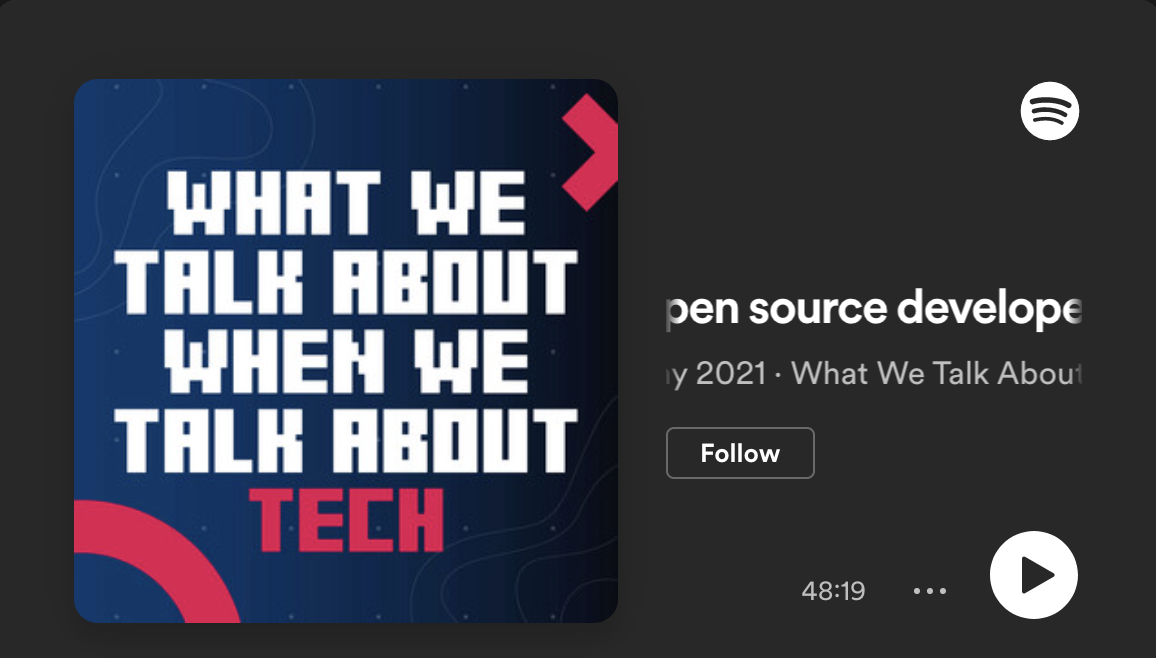 WHAT WE
TALK ABOUT
WHEN WE
TALK ABOUT
TECH
pen source develope
y 2021 · What We Talk About
Follow
48:19